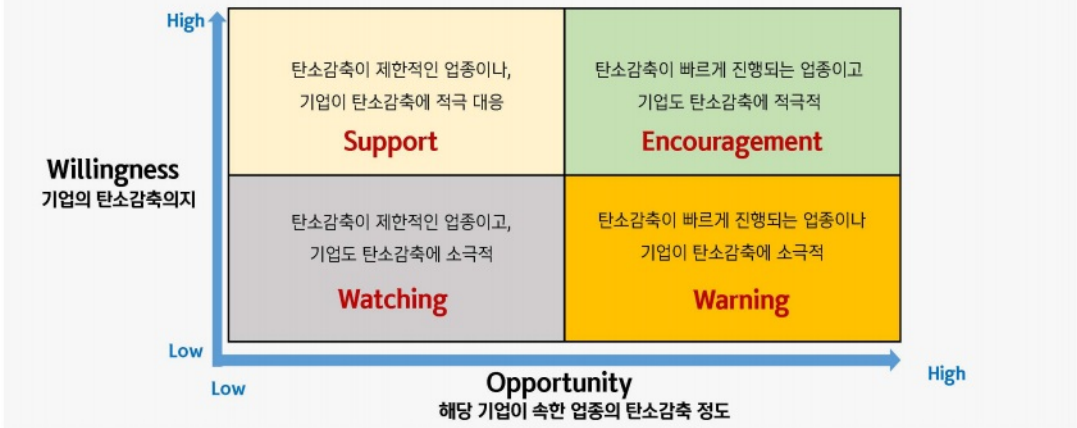 High
탄소감축이 제한적인 업종이나,
기업이 탄소감축에 적극 대응
Support
탄소감축이 빠르게 진행되는 업종이고
기업도 탄소감축에 적극적
Encouragement
Willingness
기업의 탄소감축의지
탄소감축이 제한적인 업종이고,
기업도 탄소감축에 소극적
Watching
탄소감축이 빠르게 진행되는 업종이나
기업이 탄소감축에 소극적
Warning
Low
Low
Opportunity
해당 기업이 속한 업종의 탄소감축 정도
High